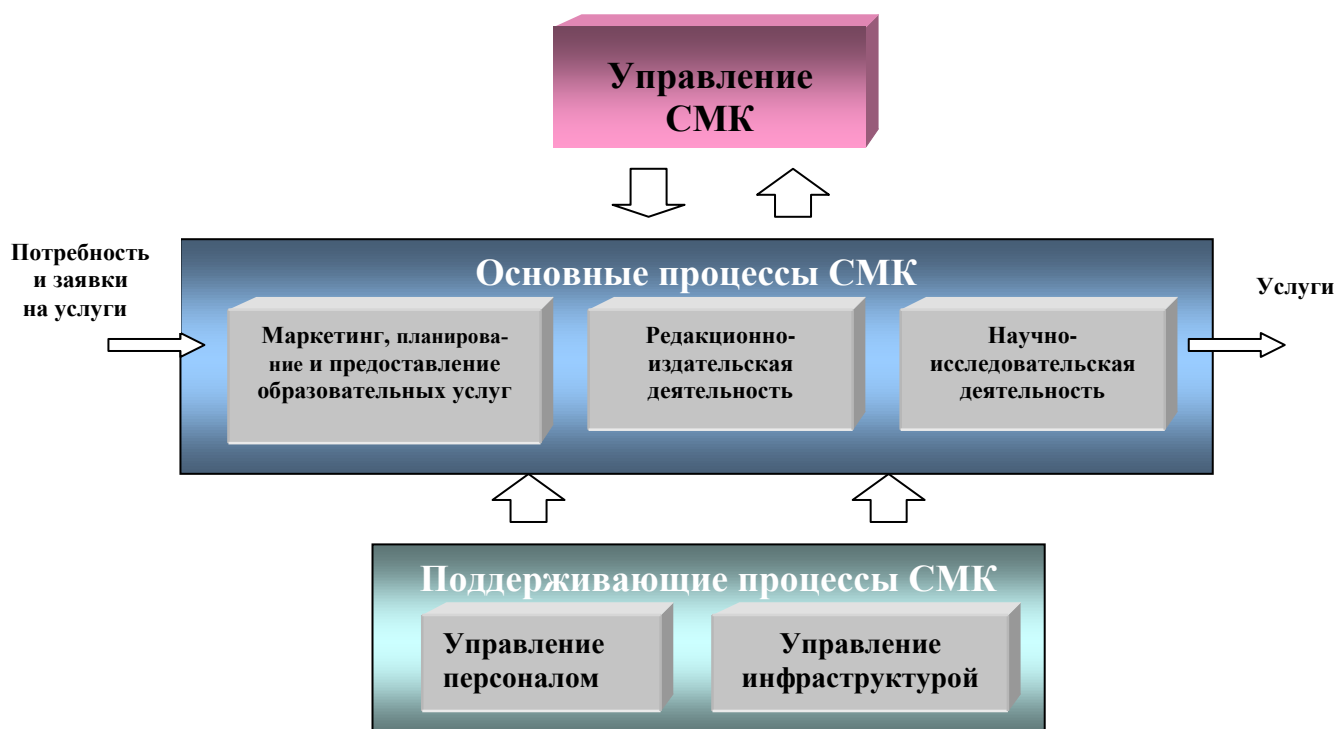 Управление
СМК
Потребность
и заявки
на услуги
Основные процессы СМК
Услуги
Маркетинг, планирова-
ние и предоставление
образовательных услуг
Редакционно-
издательская
деятельность
Научно-
исследовательская
деятельность
Поддерживающие процессы СМК
Управление
персоналом
Управление
инфраструктурой